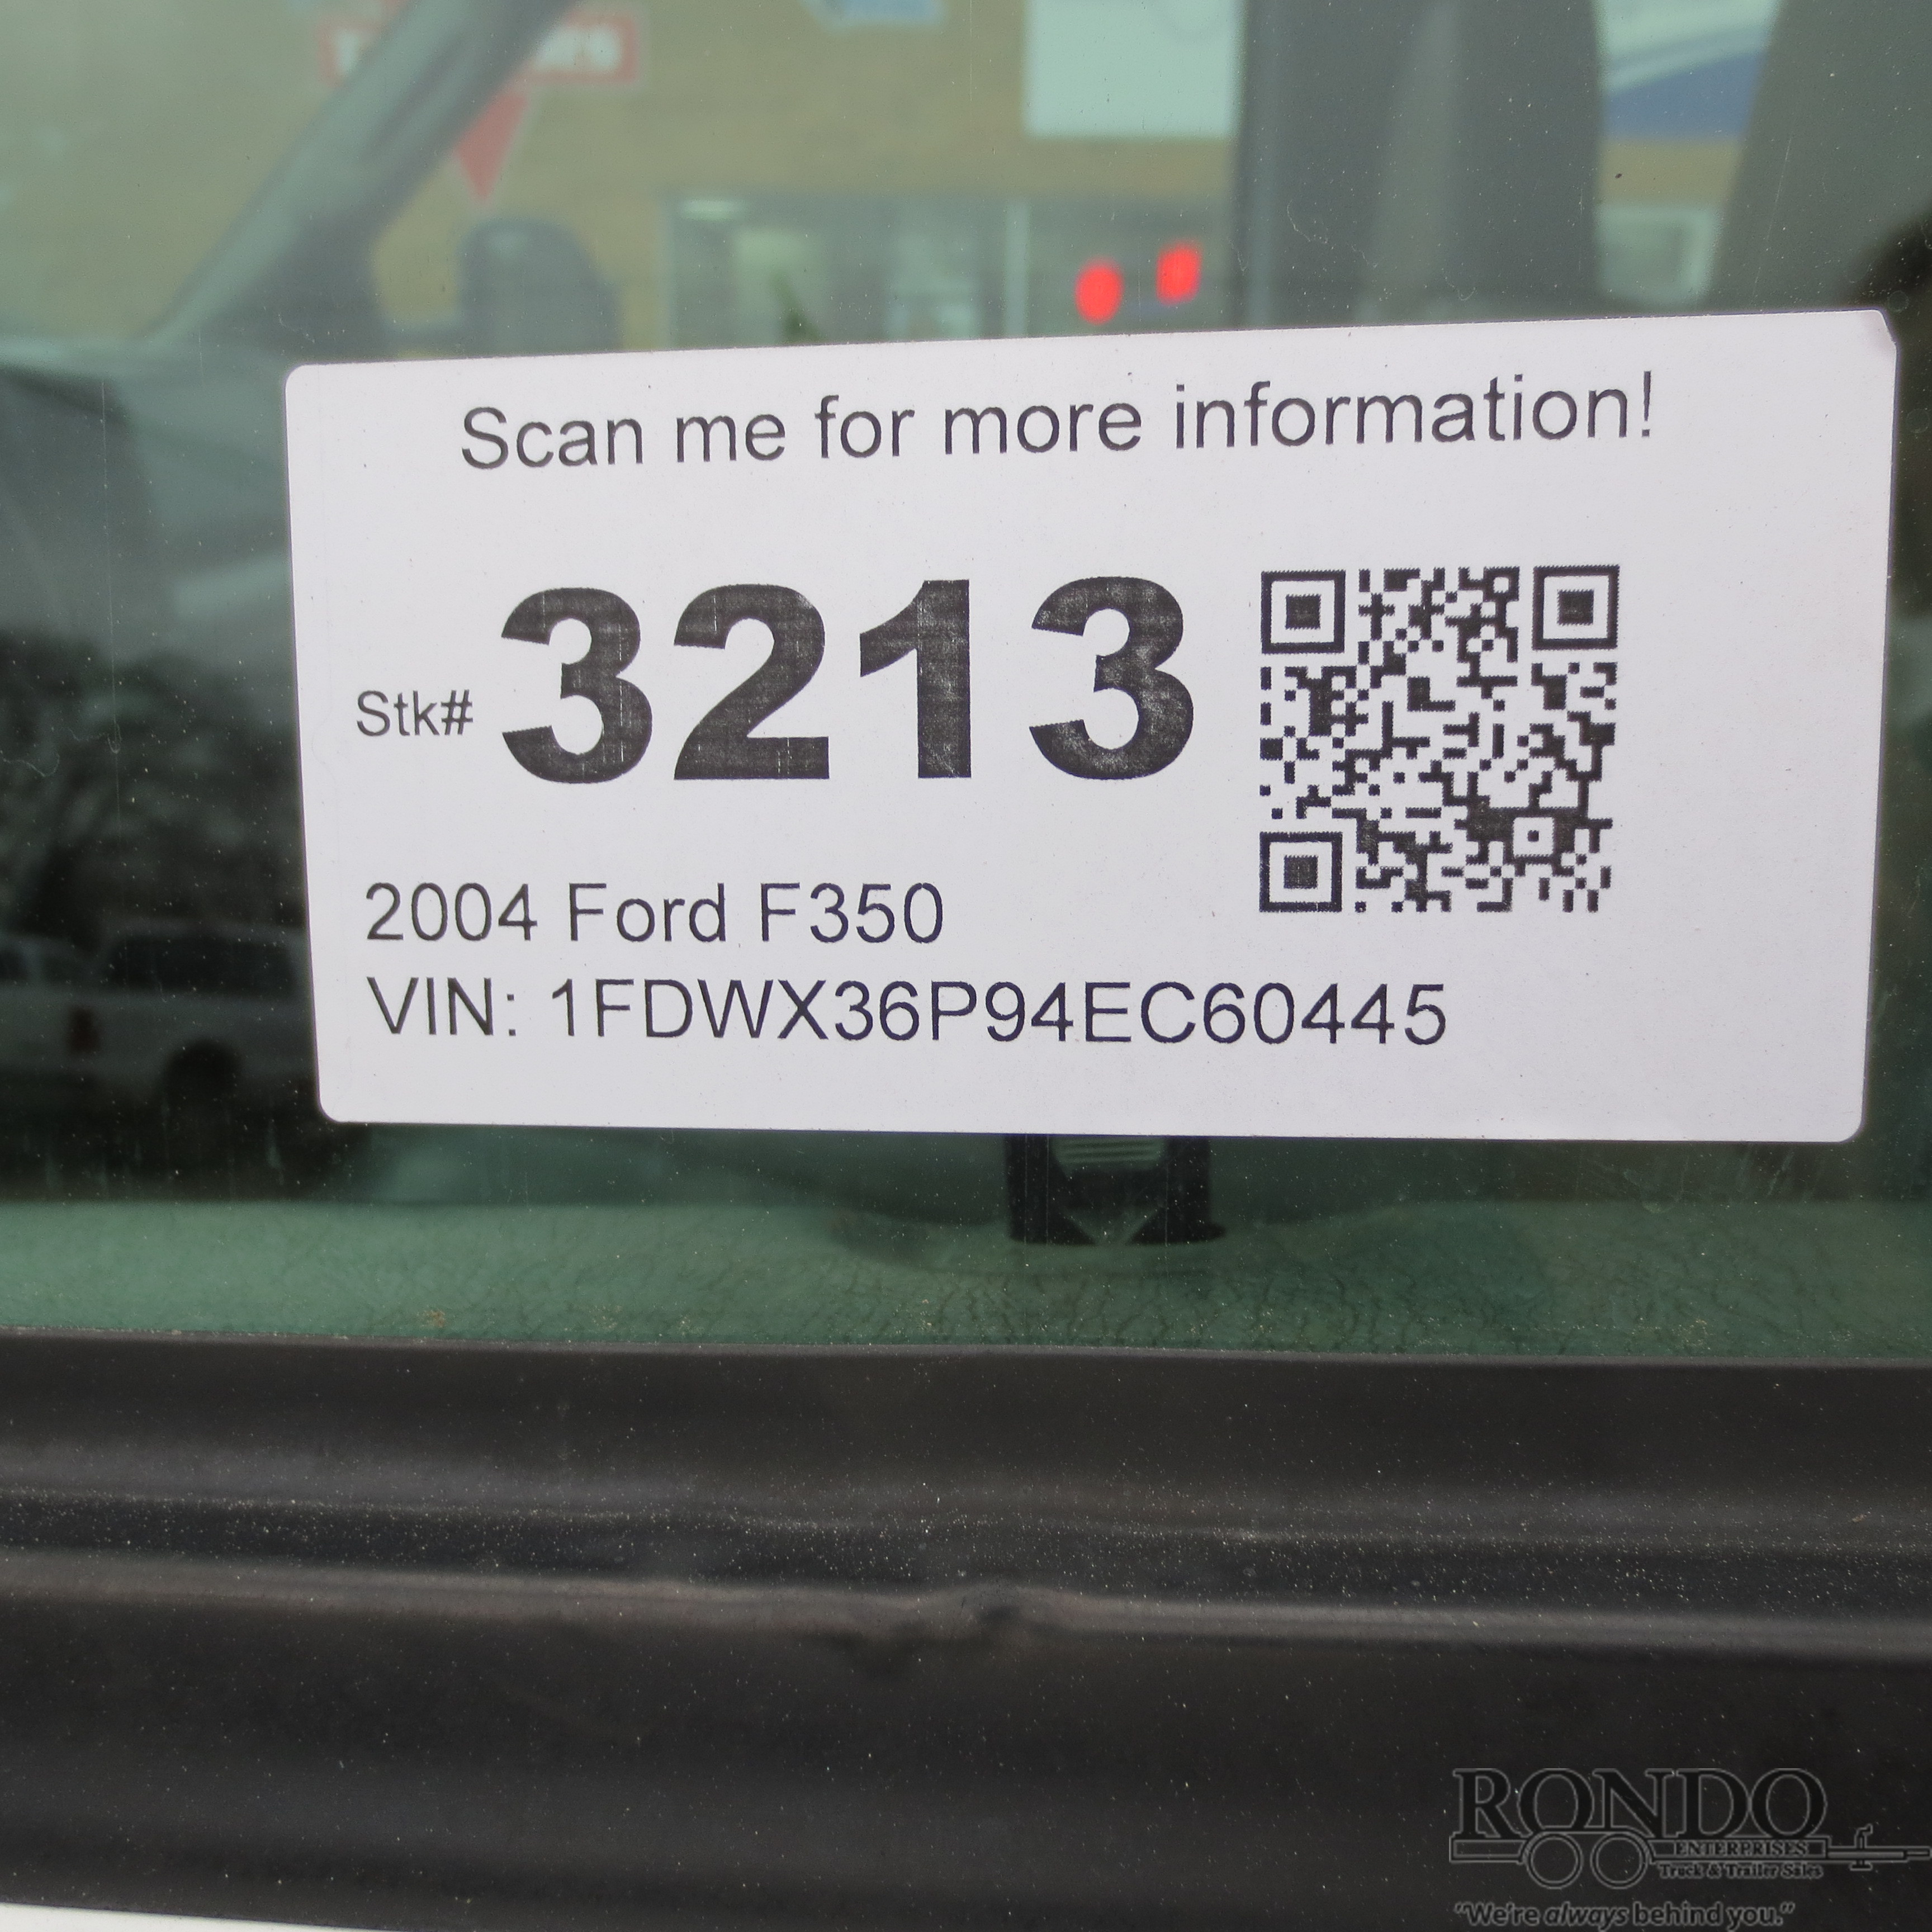 Scan me for more information!
Stk# 3213
2004 Ford F350
VIN: 1FDWX36P94EC60445
RONDO
ENTERPRISES
Truck & Trailer Sales
"We're always behind you."